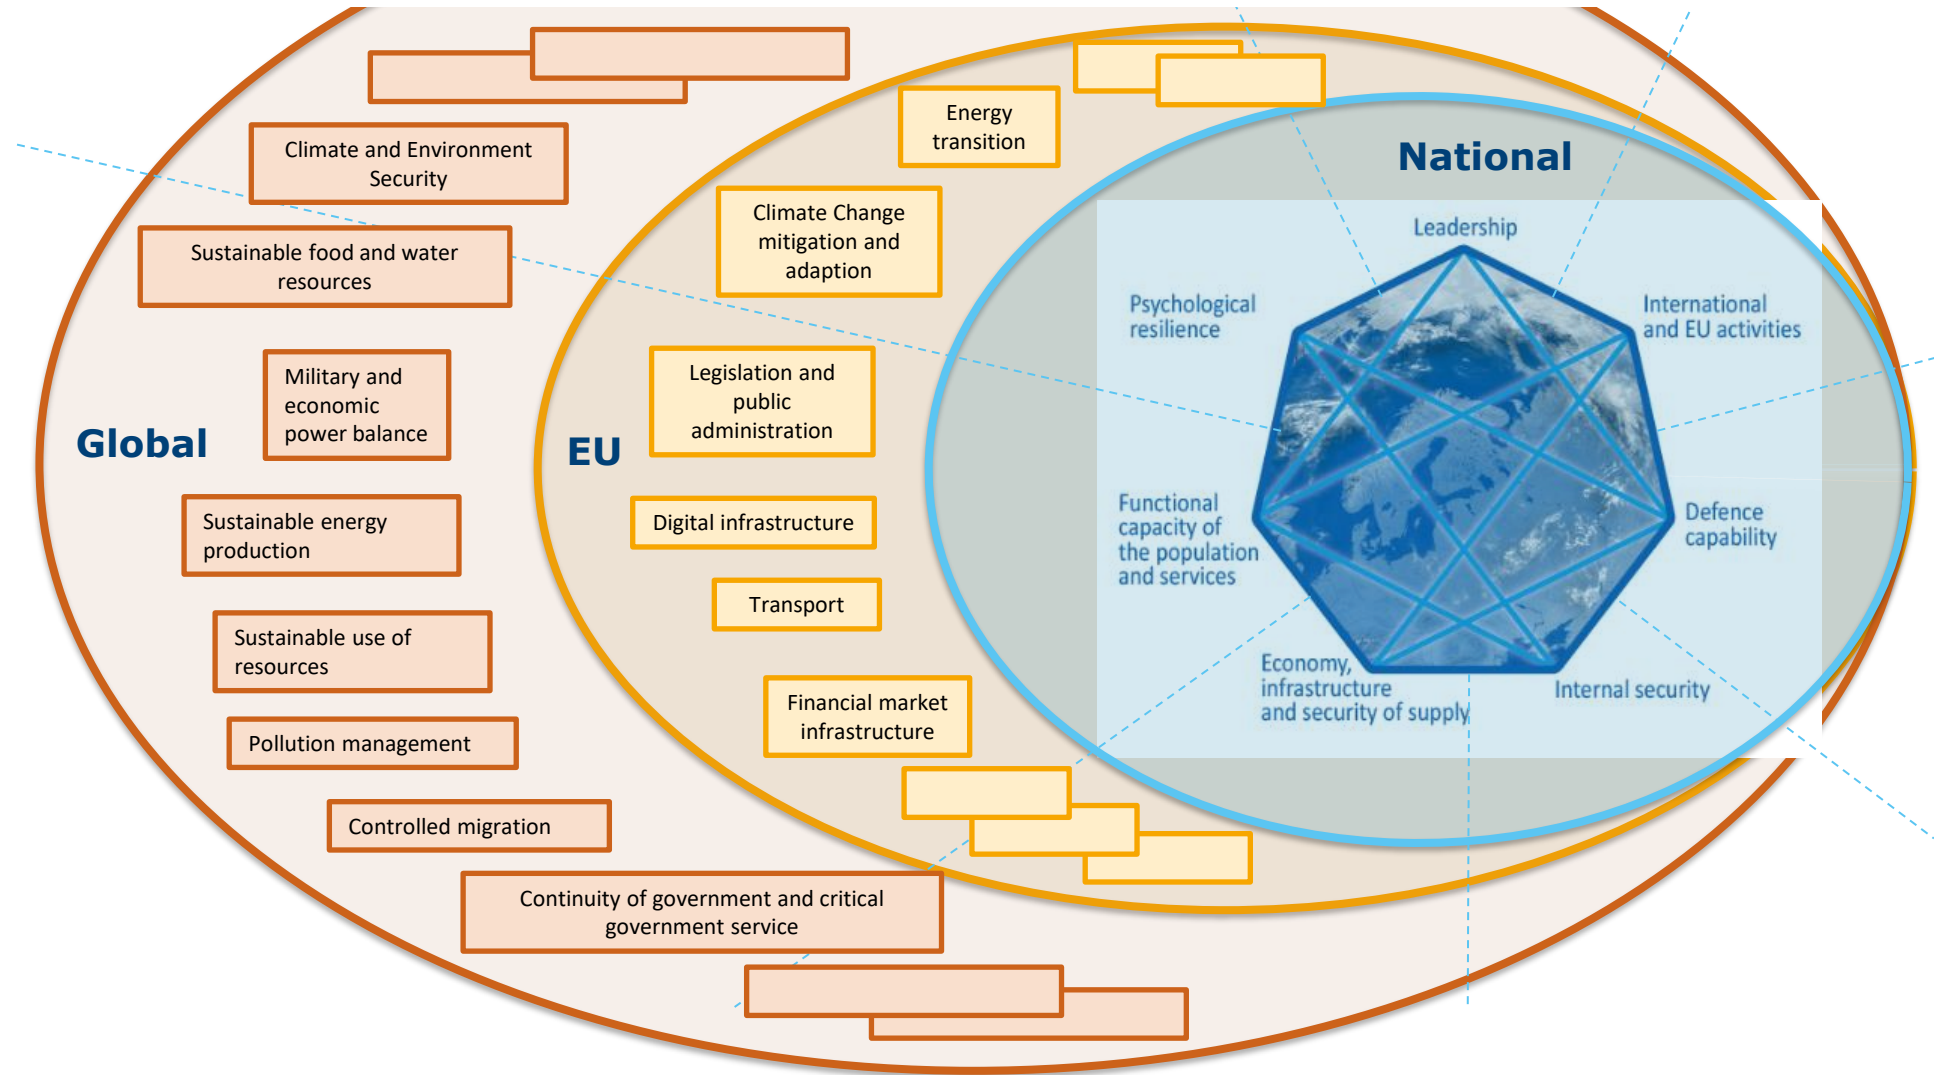 Global
Climate and Environment
Security
Sustainable food and water
resources
Military and
economic
power balance
Sustainable energy
production
Sustainable use of
resources
Pollution management
Controlled migration
Continuity of government and critical
government service
EU
Energy
transition
Climate Change
mitigation and
adaption
Legislation and
public
administration
Digital infrastructure
Transport
Financial market
infrastructure
National
Leadership
International
and EU activities
Defence
capability
Internal security
Economy,
infrastructure
and security of supply
Functional
capacity of
the population
and services
Psychological
resilience